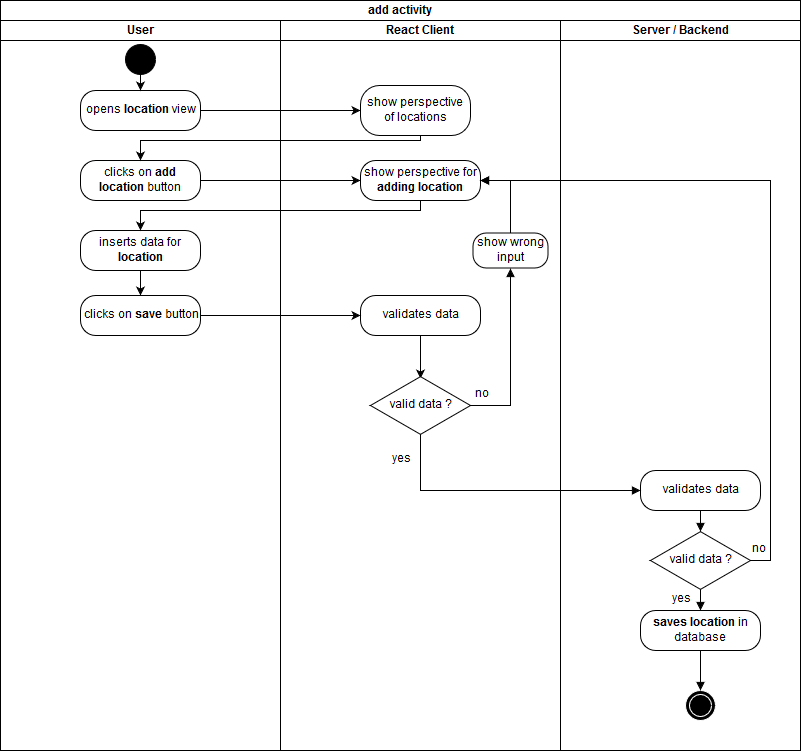 add activity
User
React Client
Server / Backend
opens location view
show perspective
of locations
clicks on add
location button
show perspective for
adding location
inserts data for
location
show wrong
input
clicks on save button
validates data
valid data ?
no
yes
validates data
valid data ?
no
yes
saves location in
database